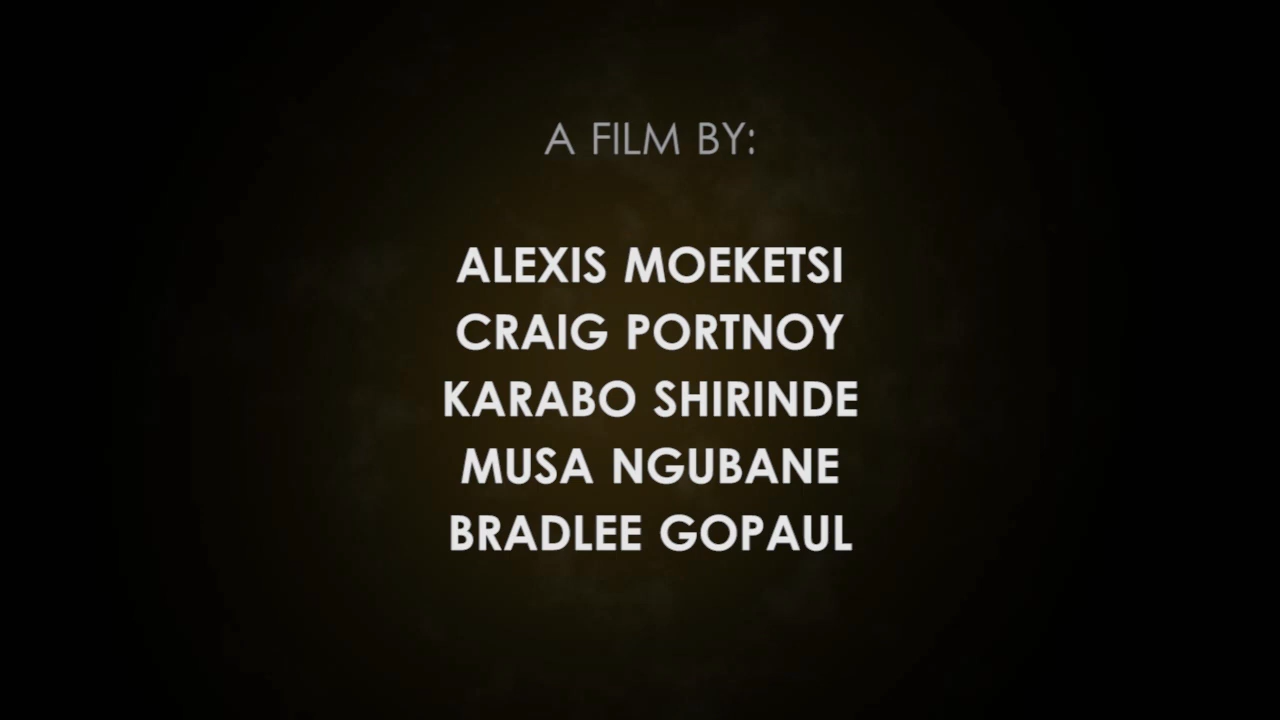 A FILM BY:
ALEXIS MOEKETSI
CRAIG PORTNOY
KARABO SHIRINDE
MUSA NGUBANE
BRADLEE GOPAUL